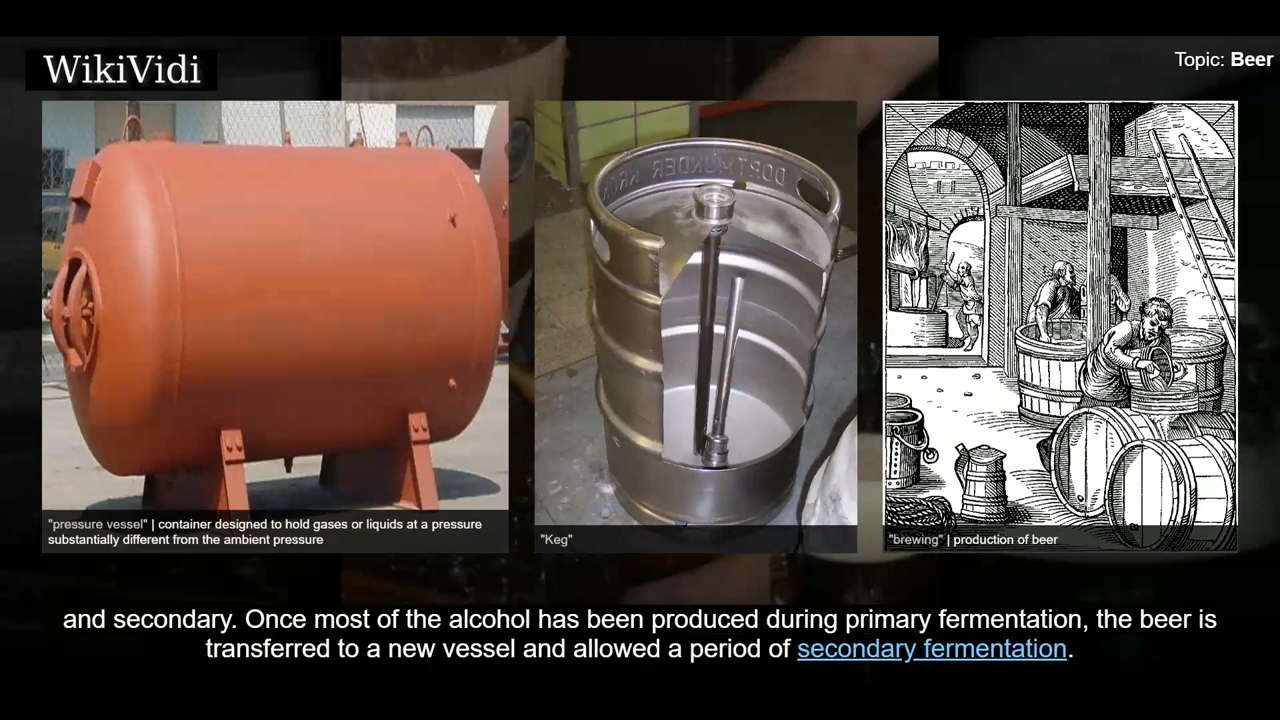 WikiVidi
Topic: Beer
"pressure vessel" | container designed to hold gases or liquids at a pressure
substantially different from the ambient pressure
DORTMUNDER KRO
"Keg"
"brewing" | production of beer
and secondary. Once most of the alcohol has been produced during primary fermentation, the beer is
transferred to a new vessel and allowed a period of secondary fermentation.